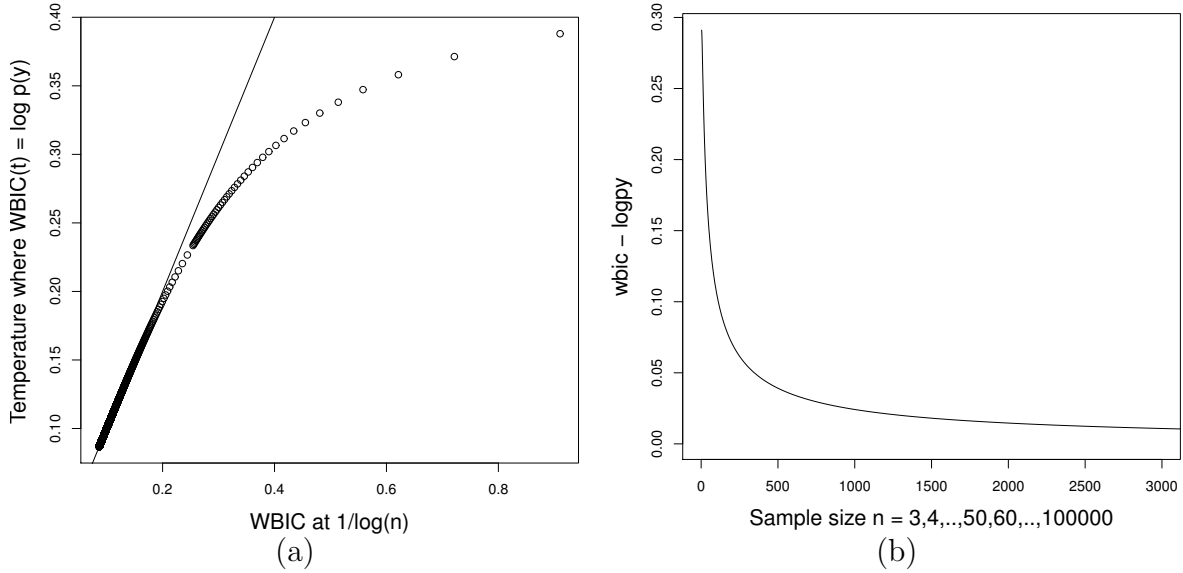 Temperature where WBIC(t) = log p(y)
0.40
0.35
0.30
0.25
0.20
0.15
0.10
0.2 0.4 0.6 0.8
WBIC at 1/log(n)
(a)
wbic − logpy
0.30
0.25
0.20
0.15
0.10
0.05
0.00
0 500 1000 1500 2000 2500 3000
Sample size n = 3,4,..,50,60,..,100000
(b)